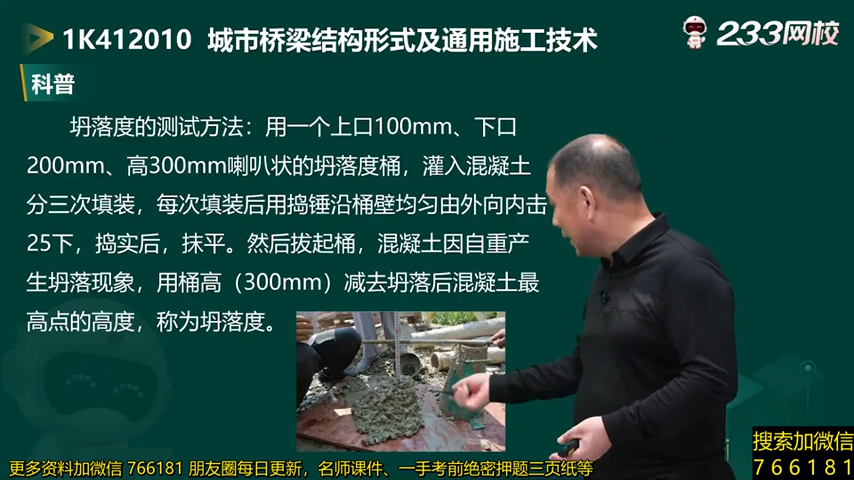 1K412010 城市桥梁结构形式及通用施工技术
233网校
科普
坍落度的测试方法：用一个上口100mm、下口
200mm、高300mm喇叭状的坍落度桶，灌入混凝土
分三次填装，每次填装后用捣锤沿桶壁均匀由外向内击
25下，捣实后，抹平。然后拔起桶，混凝土因自重产
生坍落现象，用桶高（300mm）减去坍落后混凝土最
高点的高度，称为坍落度。
搜索加微信
766181
更多资料加微信 766181 朋友圈每日更新，名师课件、一手考前绝密押题三页纸等